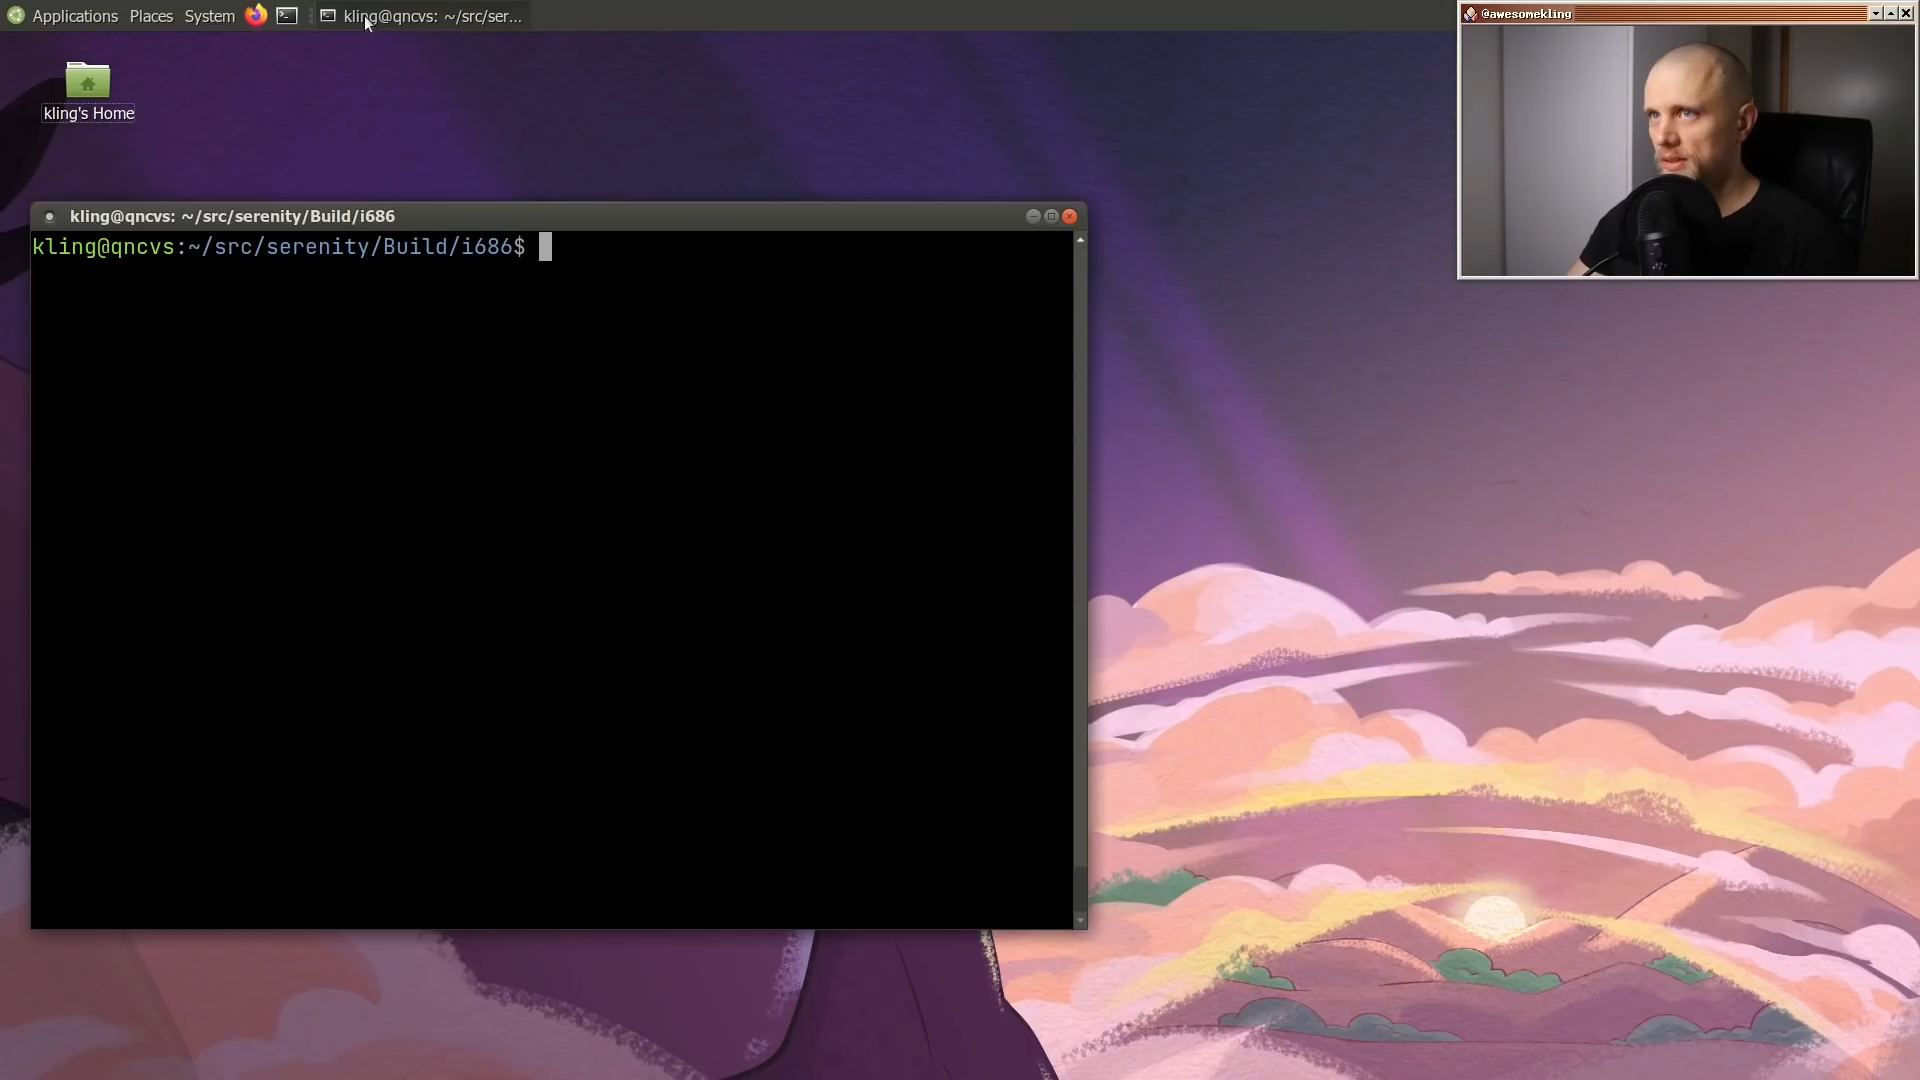 Applications Places System kling@qncvs: ~/src/ser...
@awesomekling
kling's Home
kling@qncvs: ~/src/serenity/Build/i686
kling@qncvs:~/src/serenity/Build/i686$